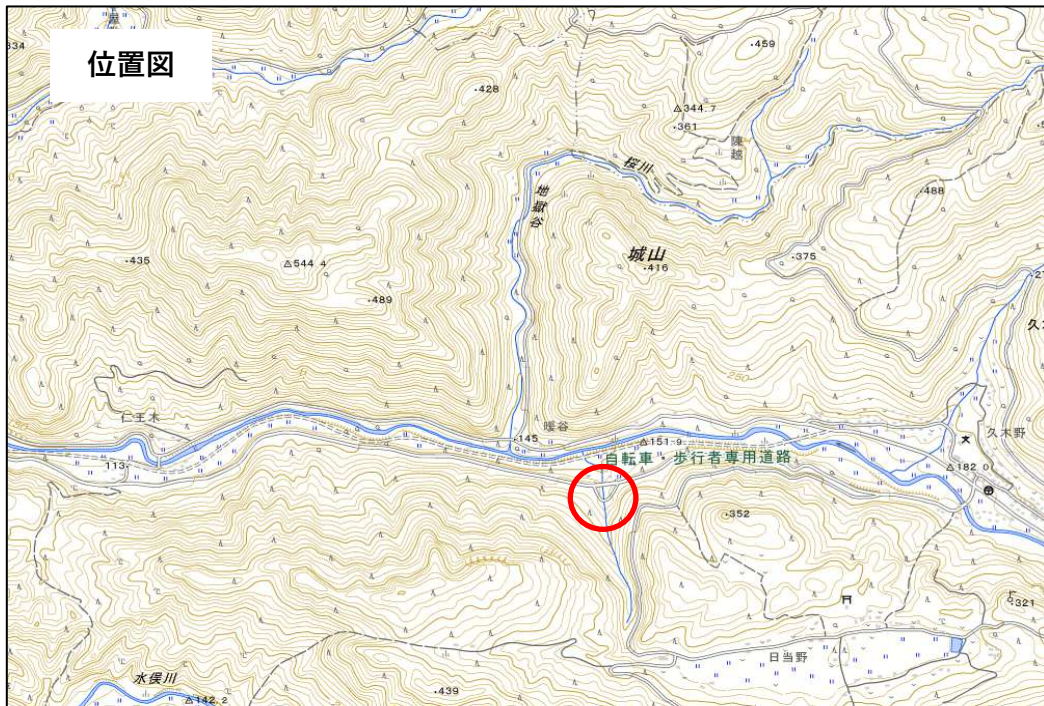 位置図
334
・459
・428
△344.7
・361
陳越
桜川
地獄谷
・488
城山
・416
・375
・435
△544.4
・489
250
仁王木
暖谷
・145
△151.9
久木野
自転車・歩行者専用道路
113・
△182.0
・352
・321
日当野
水俣川
△142.2
・439